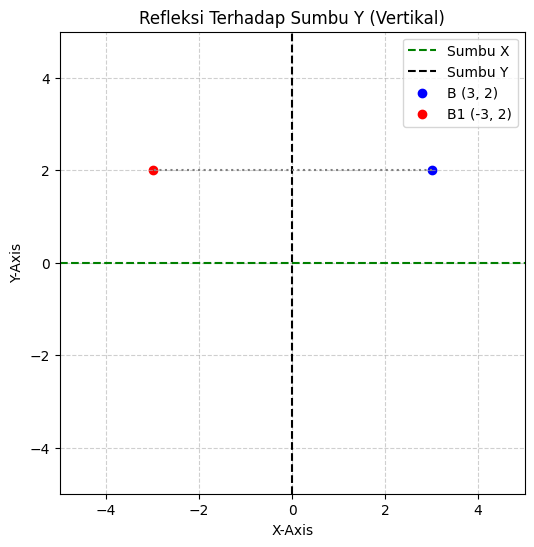 Refleksi Terhadap Sumbu Y (Vertikal)
Sumbu X
Sumbu Y
B (3, 2)
B1 (-3, 2)
Y-Axis
4
2
0
−2
−4
−4
−2
0
2
4
X-Axis